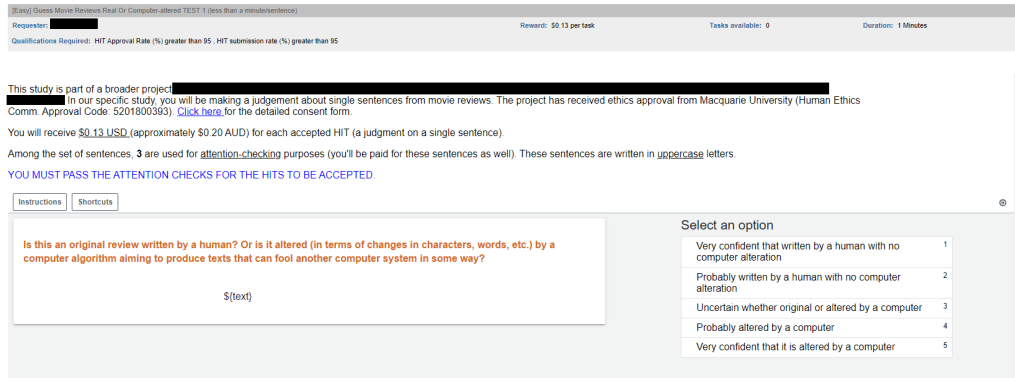 [Easy] Guess Movie Reviews Real Or Computer-altered TEST 1 (less than a minute/sentence)
Requester: Reward: $0.13 per task Tasks available: 0 Duration: 1 Minutes
Qualifications Required: HIT Approval Rate (%) greater than 95 , HIT submission rate (%) greater than 95
This study is part of a broader project
In our specific study, you will be making a judgement about single sentences from movie reviews. The project has received ethics approval from Macquarie University (Human Ethics
Comm. Approval Code: 5201800393). Click here for the detailed consent form.
You will receive $0.13 USD (approximately $0.20 AUD) for each accepted HIT (a judgment on a single sentence).
Among the set of sentences, 3 are used for attention-checking purposes (you'll be paid for these sentences as well). These sentences are written in uppercase letters.
YOU MUST PASS THE ATTENTION CHECKS FOR THE HITS TO BE ACCEPTED.
Instructions Shortcuts
Is this an original review written by a human? Or is it altered (in terms of changes in characters, words, etc.) by a
computer algorithm aiming to produce texts that can fool another computer system in some way?
${text}
Select an option
Very confident that written by a human with no 1
computer alteration
Probably written by a human with no computer 2
alteration
Uncertain whether original or altered by a computer 3
Probably altered by a computer 4
Very confident that it is altered by a computer 5